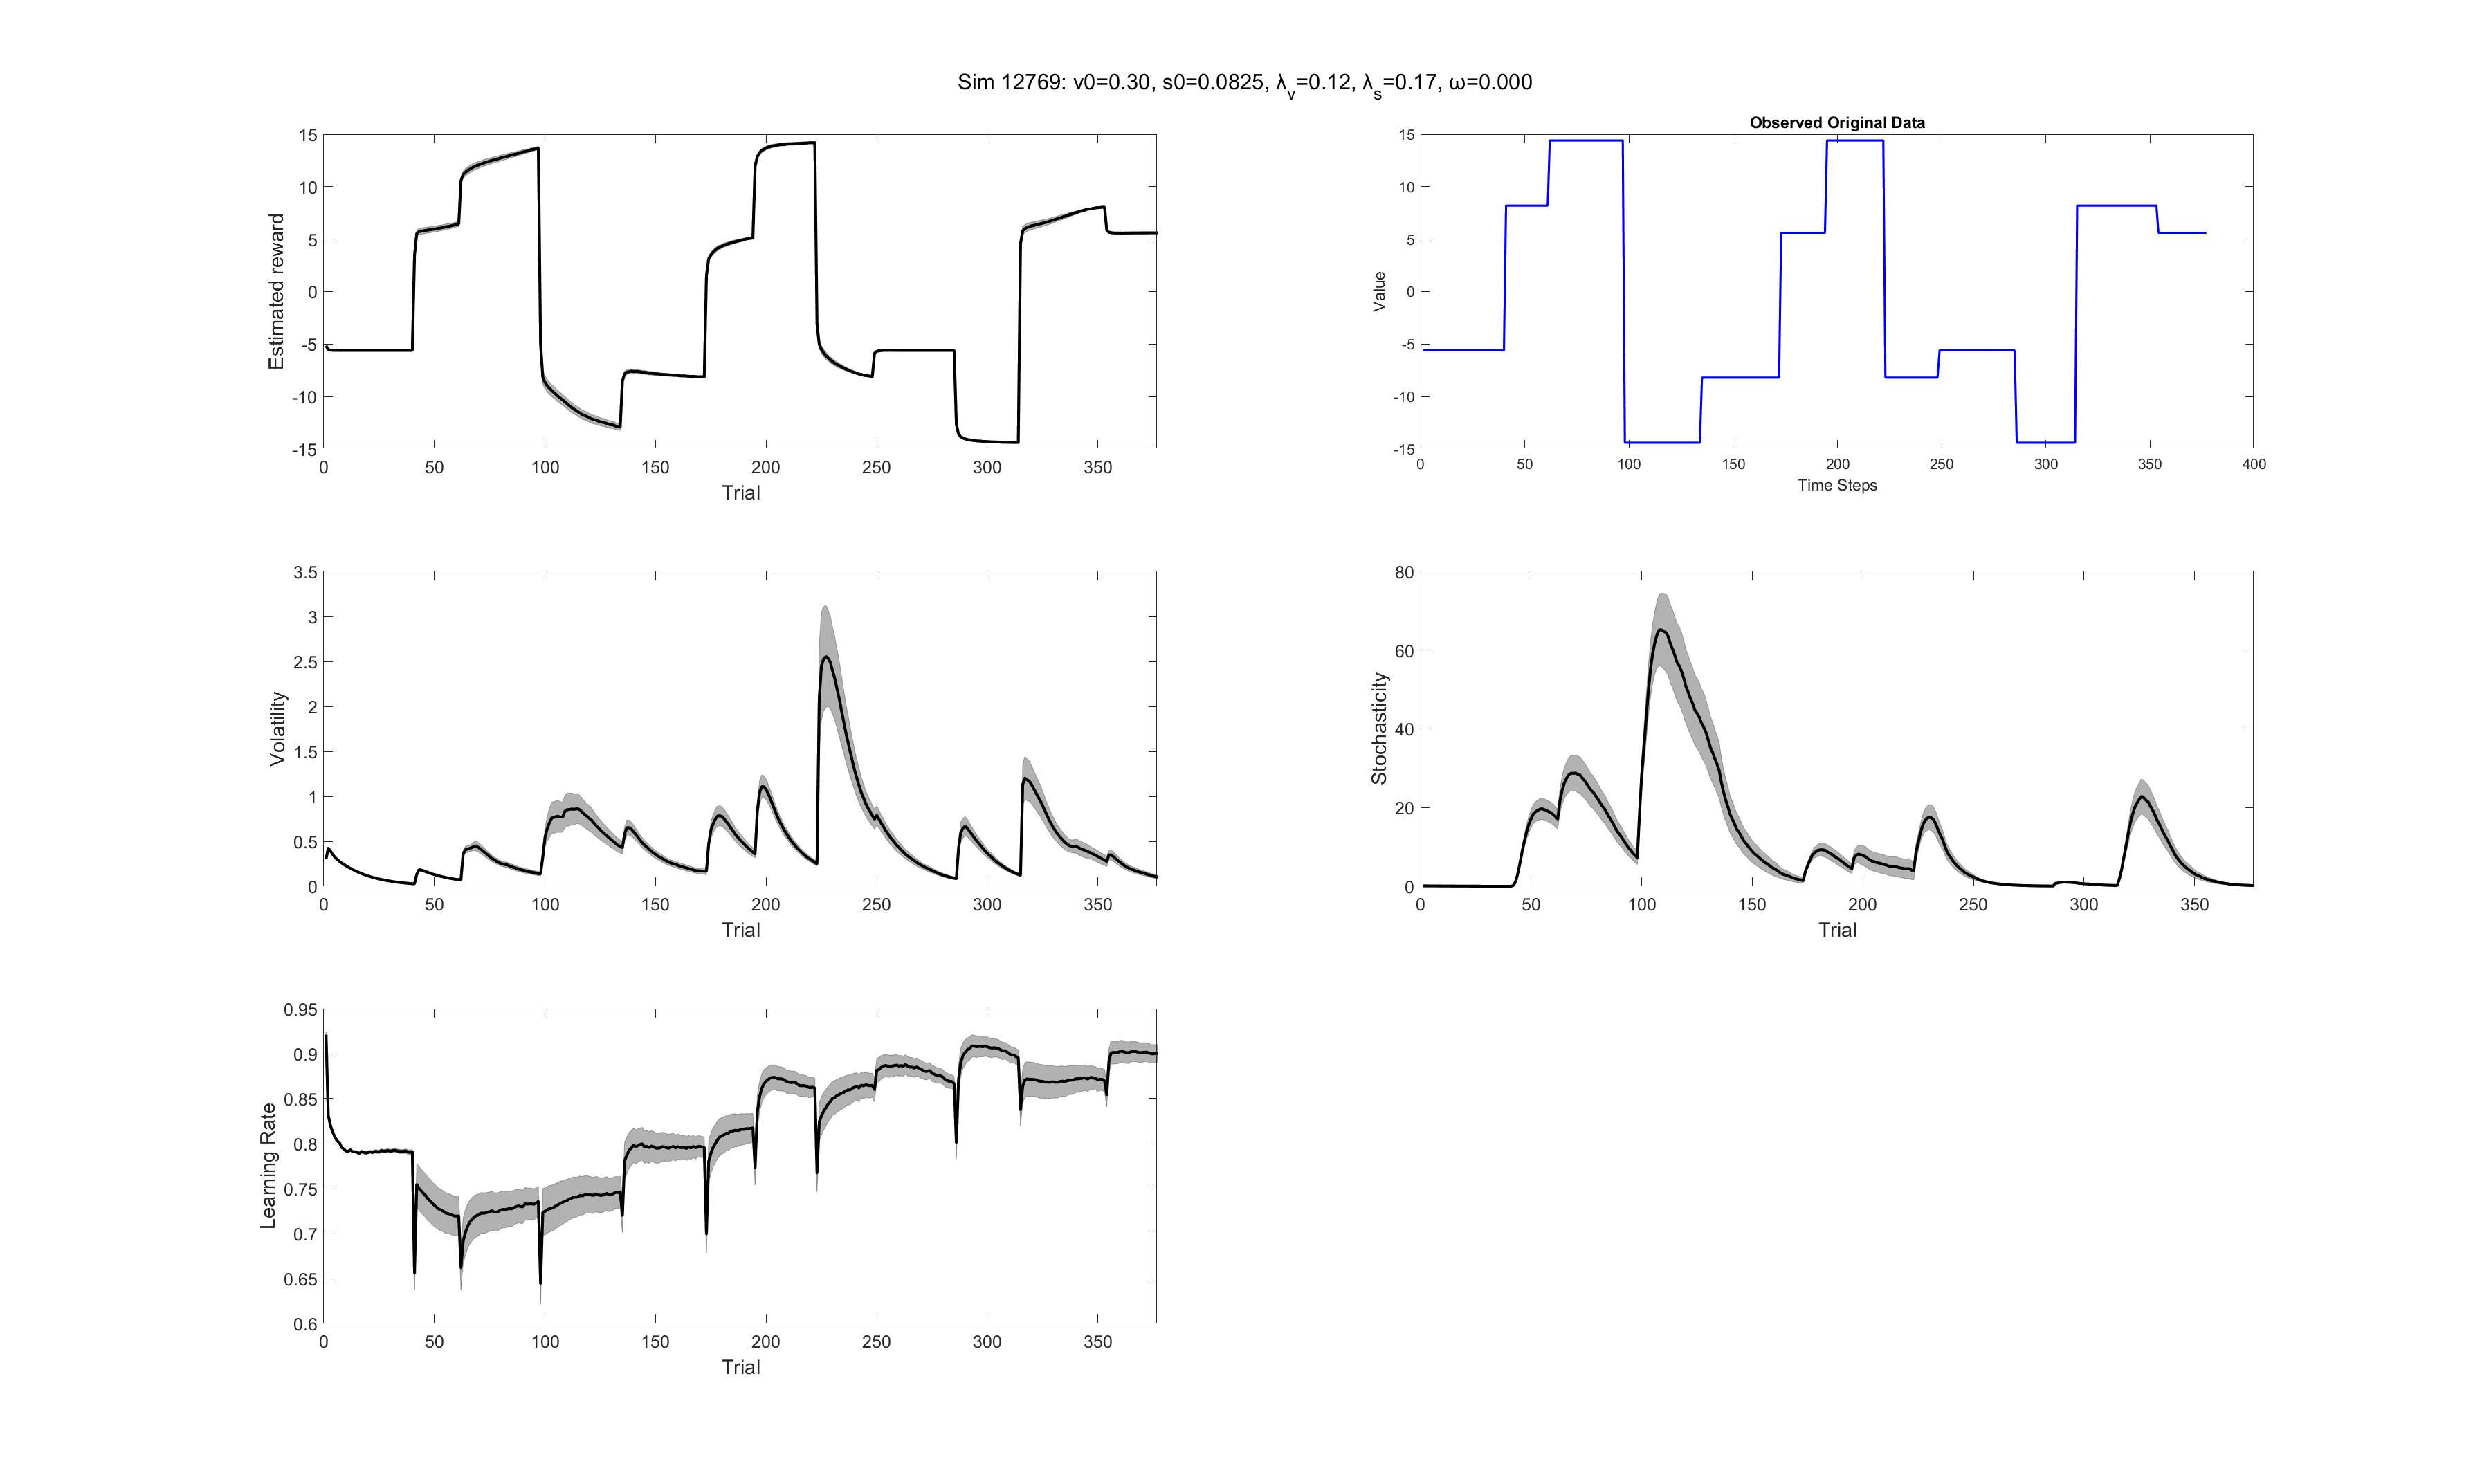 Sim 12769: v0=0.30, s0=0.0825, λv=0.12, λs=0.17, ω=0.000
15
10
5
0
-5
-10
-15
Estimated reward
0 50 100 150 200 250 300 350
Trial
Observed Original Data
15
10
5
0
-5
-10
-15
Value
0 50 100 150 200 250 300 350 400
Time Steps
3.5
3
2.5
2
1.5
1
0.5
0
Volatility
0 50 100 150 200 250 300 350
Trial
80
60
40
20
0
Stochasticity
0 50 100 150 200 250 300 350
Trial
0.95
0.9
0.85
0.8
0.75
0.7
0.65
0.6
Learning Rate
0 50 100 150 200 250 300 350
Trial